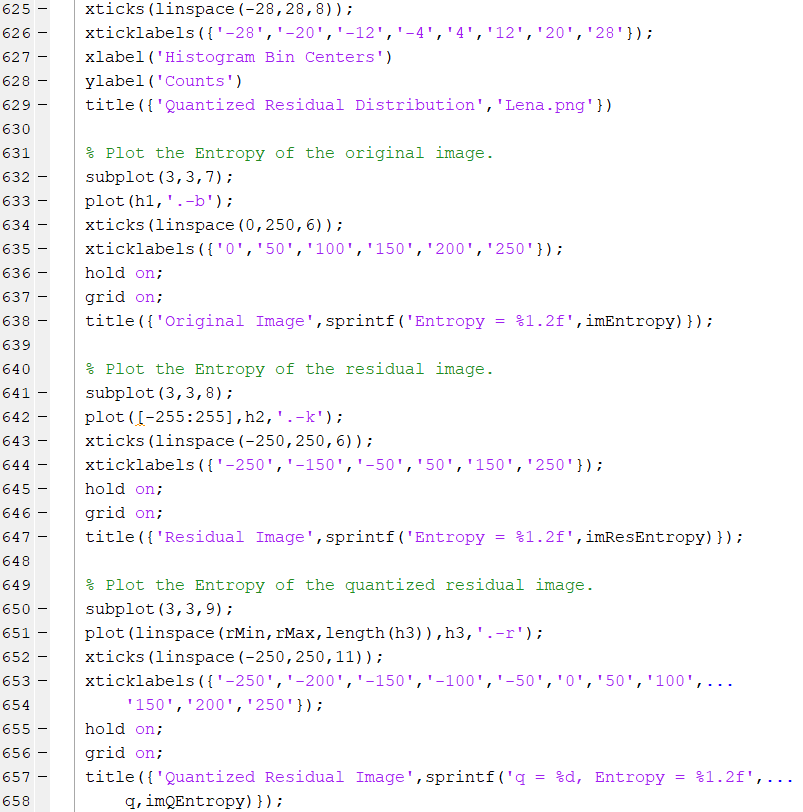 625 – xticks(linspace(-28,28,8));
626 – xticklabels({'-28','-20','-12','-4','4','12','20','28'});
627 – xlabel('Histogram Bin Centers')
628 – ylabel('Counts')
629 – title({'Quantized Residual Distribution','Lena.png'})
630
631 % Plot the Entropy of the original image.
632 – subplot(3,3,7);
633 – plot(h1,'.-b');
634 – xticks(linspace(0,250,6));
635 – xticklabels({'0','50','100','150','200','250'});
636 – hold on;
637 – grid on;
638 – title({'Original Image',sprintf('Entropy = %1.2f',imEntropy)});
639
640 % Plot the Entropy of the residual image.
641 – subplot(3,3,8);
642 – plot([-255:255],h2,'.-k');
643 – xticks(linspace(-250,250,6));
644 – xticklabels({'-250','-150','-50','50','150','250'});
645 – hold on;
646 – grid on;
647 – title({'Residual Image',sprintf('Entropy = %1.2f',imResEntropy)});
648
649 % Plot the Entropy of the quantized residual image.
650 – subplot(3,3,9);
651 – plot(linspace(rMin,rMax,length(h3)),h3,'.-r');
652 – xticks(linspace(-250,250,11));
653 – xticklabels({'-250','-200','-150','-100','-50','0','50','100',...
654 '150','200','250'});
655 – hold on;
656 – grid on;
657 – title({'Quantized Residual Image',sprintf('q = %d, Entropy = %1.2f',...
658 q,imQEntropy)});